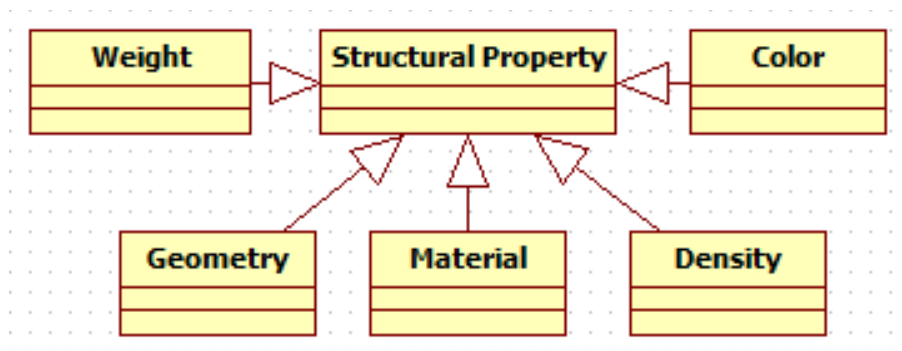 Weight
Structural Property
Color
Geometry
Material
Density